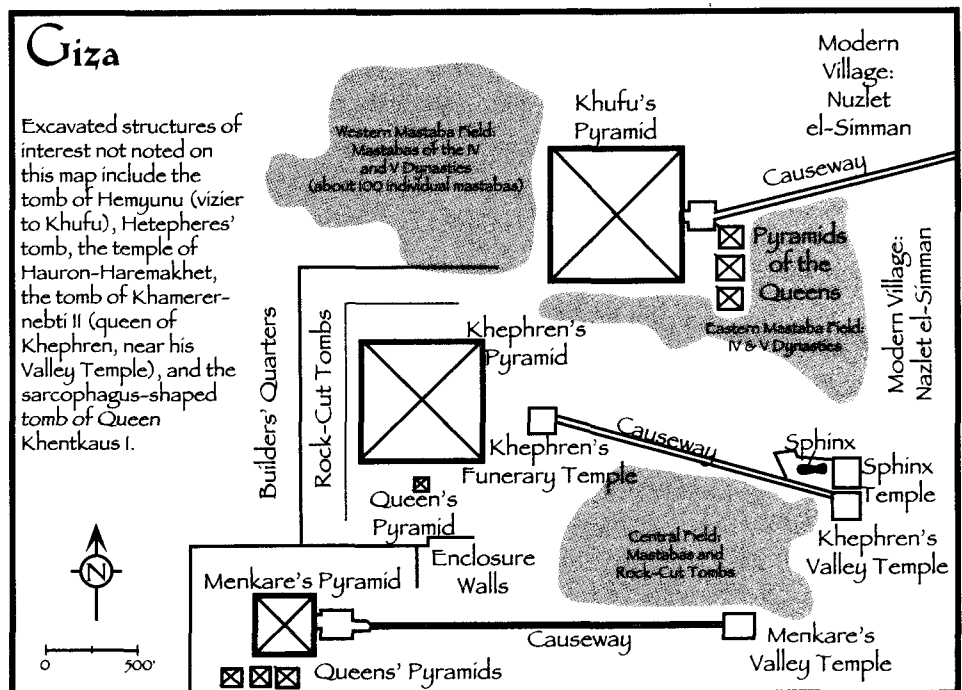 Giza
Excavated structures of
interest not noted on
this map include the
tomb of Hemyunu (vizier
to Khufu), Hetepheres'
tomb, the temple of
Hauron-Haremakhet,
the tomb of Khamerer-
nebti II (queen of
Khephren, near his
Valley Temple), and the
sarcophagus-shaped
tomb of Queen
Khentkaus I.
Western Mastaba Field:
Mastabas of the IV
and V Dynasties
(about 100 individual mastabas)
Khufu's
Pyramid
Modern
Village:
Nuzlet
el-Simman
Causeway
Pyramids
of the
Queens
Eastern Mastaba Field:
IV & V Dynastics
Modern Village:
Nazlet el-Simman
Builders' Quarters
Rock-Cut Tombs
Khephren's
Pyramid
Khephren's
Funerary Temple
Causeway
Sphinx
Sphinx
Temple
Khephren's
Valley Temple
Queen's
Pyramid
Enclosure
Walls
Central Field:
Mastabas and
Rock-Cut Tombs
N
0 500'
Menkare's Pyramid
Causeway
Menkare's
Valley Temple
Queens' Pyramids